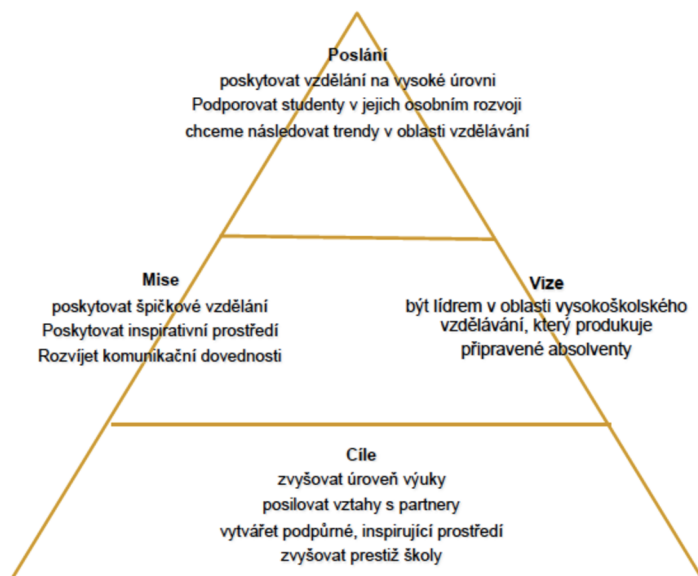 Poslání
poskytovat vzdělání na vysoké úrovni
Podporovat studenty v jejich osobním rozvoji
chceme následovat trendy v oblasti vzdělávání
Mise
poskytovat špičkové vzdělání
Poskytovat inspirativní prostředí
Rozvíjet komunikační dovednosti
Vize
být lídrem v oblasti vysokoškolského
vzdělávání, který produkuje
připravené absolventy
Cíle
zvyšovat úroveň výuky
posilovat vztahy s partnery
vytvářet podpůrné, inspirující prostředí
zvyšovat prestiž školy